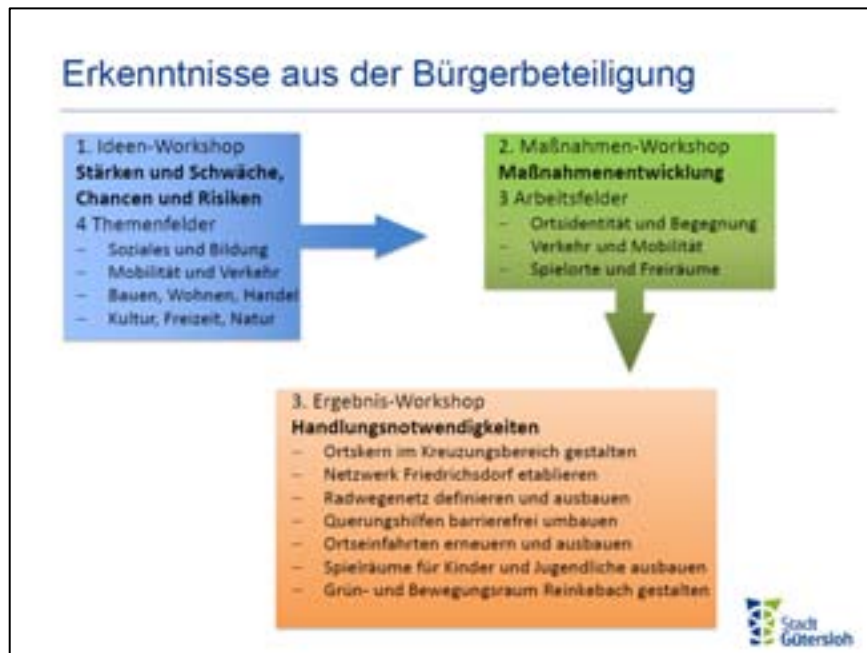 Erkenntnisse aus der Bürgerbeteiligung
1. Ideen-Workshop
Stärken und Schwäche,
Chancen und Risiken
4 Themenfelder
– Soziales und Bildung
– Mobilität und Verkehr
– Bauen, Wohnen, Handel
– Kultur, Freizeit, Natur
2. Maßnahmen-Workshop
Maßnahmenentwicklung
3 Arbeitsfelder
– Ortsidentität und Begegnung
– Verkehr und Mobilität
– Spielorte und Freiräume
3. Ergebnis-Workshop
Handlungsnotwendigkeiten
– Ortskern im Kreuzungsbereich gestalten
– Netzwerk Friedrichsdorf etablieren
– Radwegenetz definieren und ausbauen
– Querungshilfen barrierefrei umbauen
– Ortseinfahrten erneuern und ausbauen
– Spielräume für Kinder und Jugendliche ausbauen
– Grün- und Bewegungsraum Reinkebach gestalten
Stadt
Gütersloh